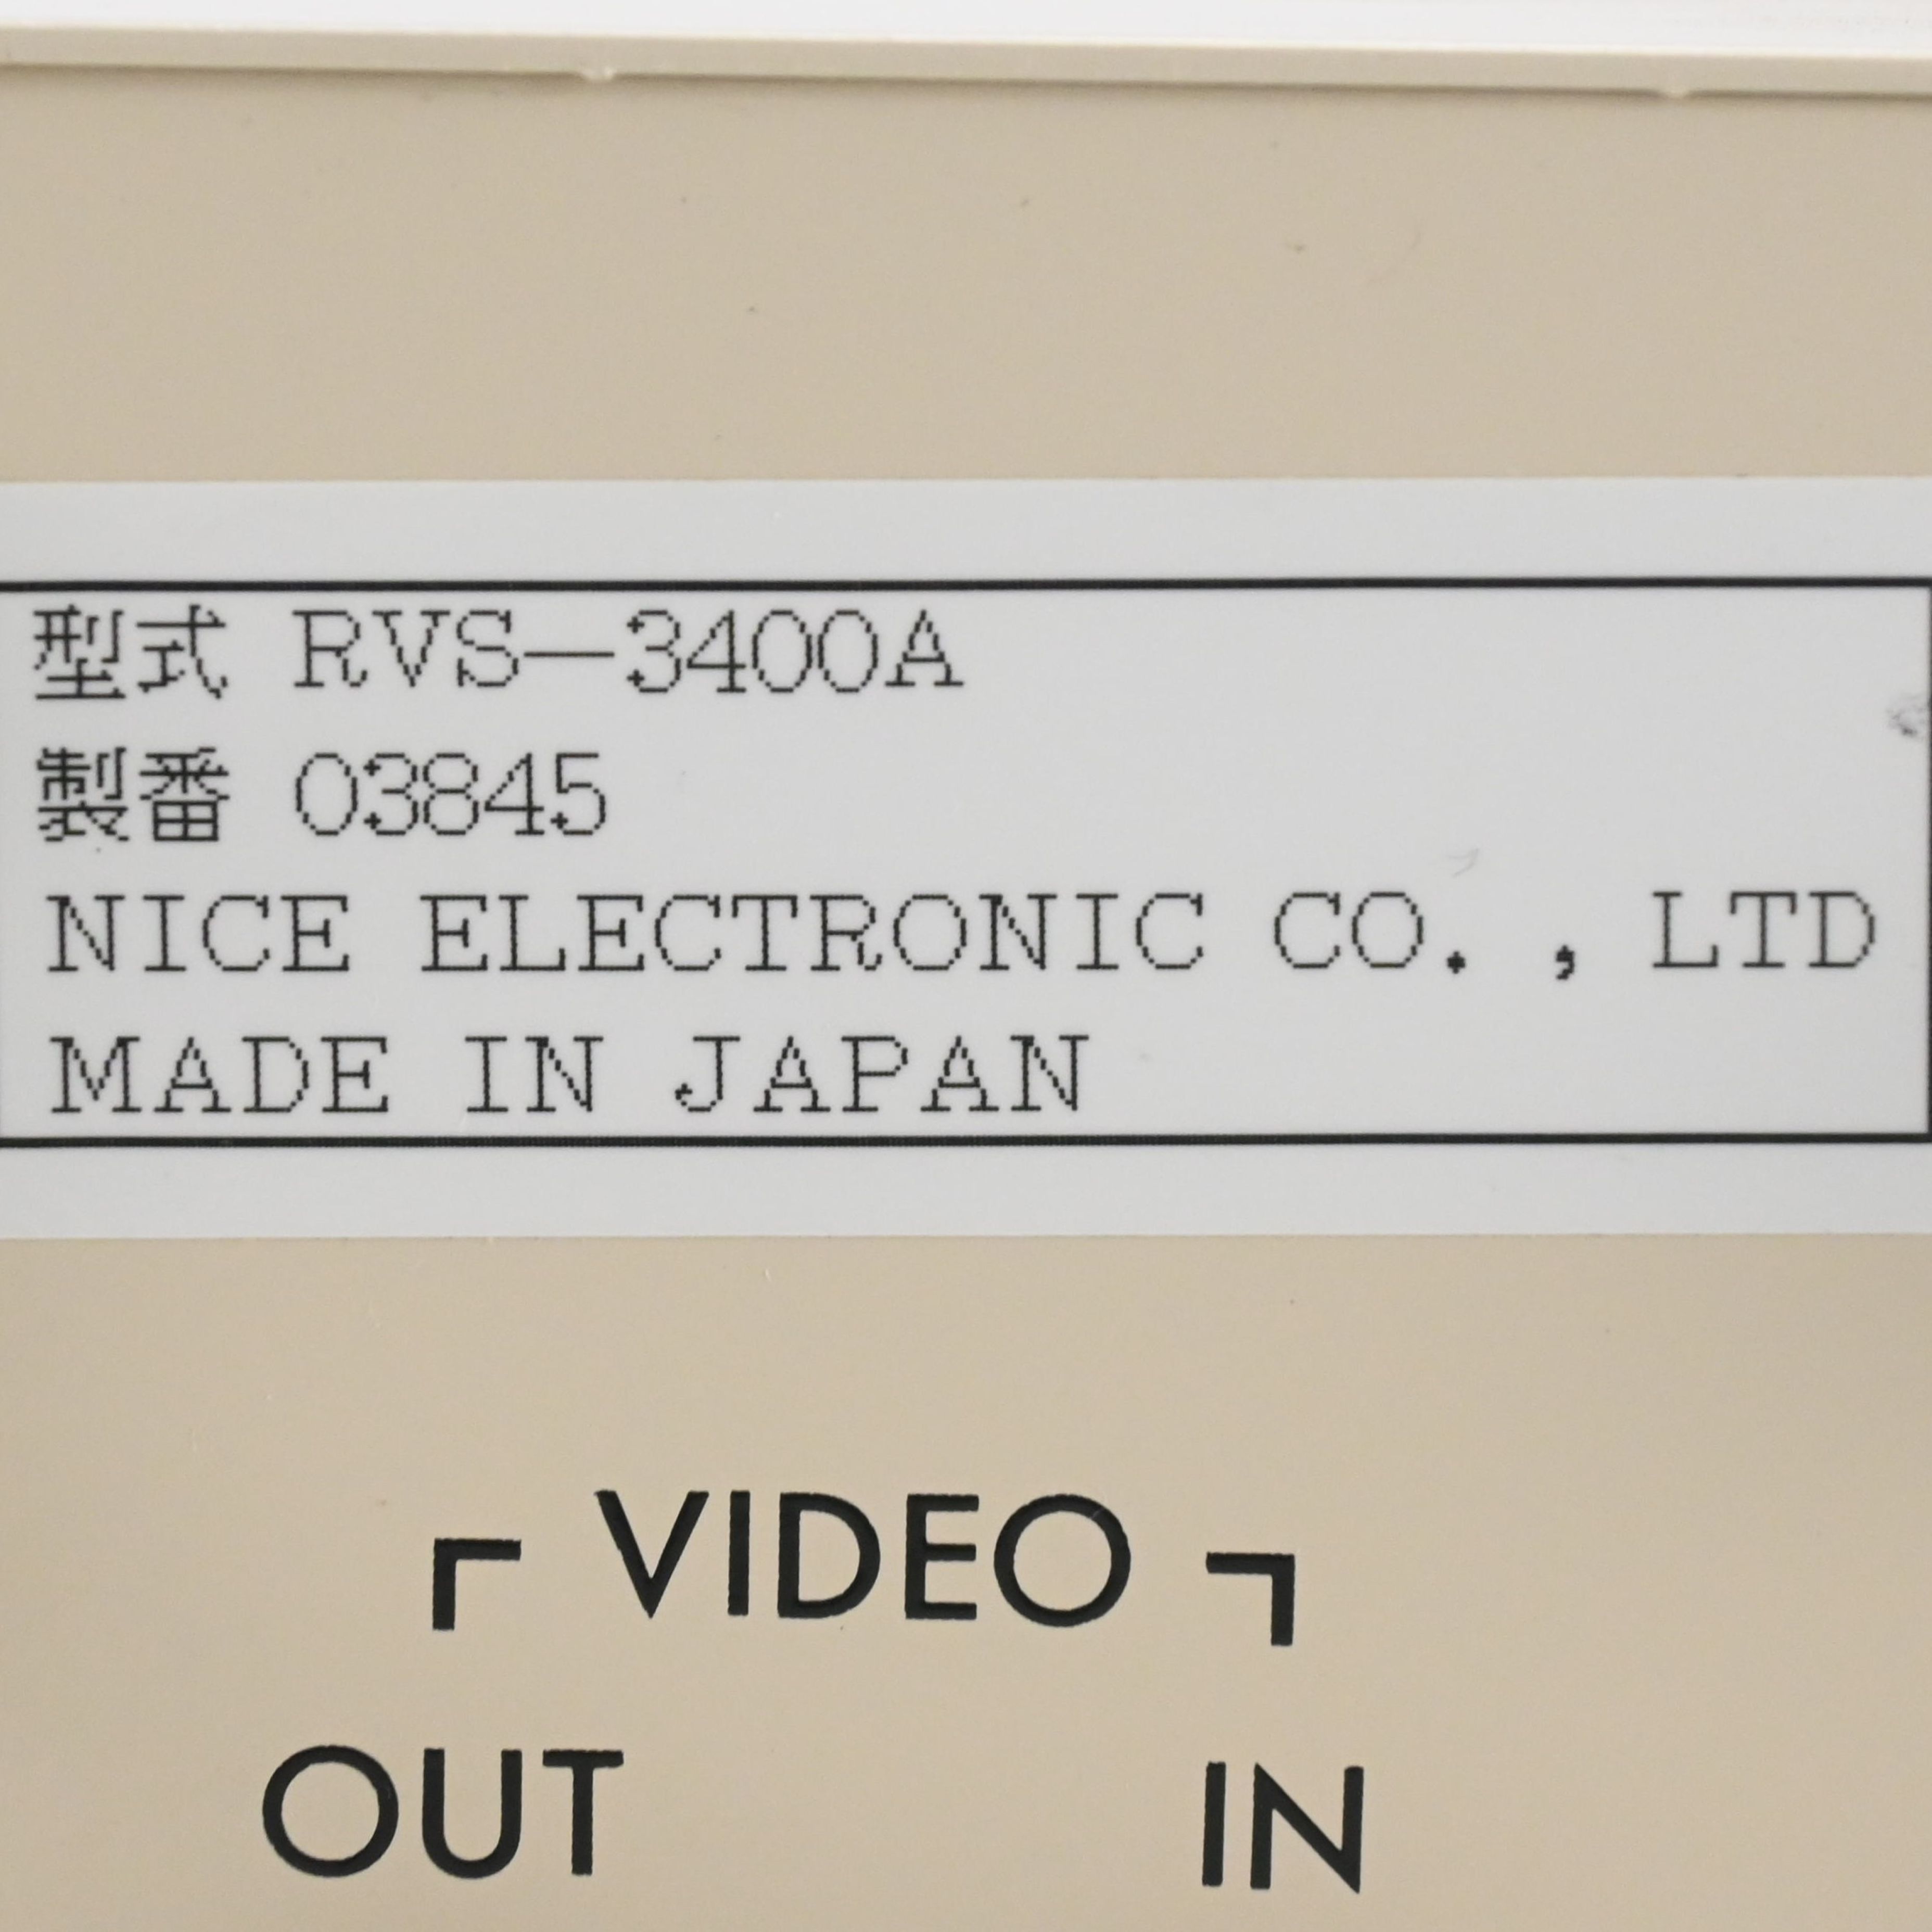 型式 RVS-3400A
製番 03845
NICE ELECTRONIC CO. , LTD
MADE IN JAPAN
VIDEO
OUT IN